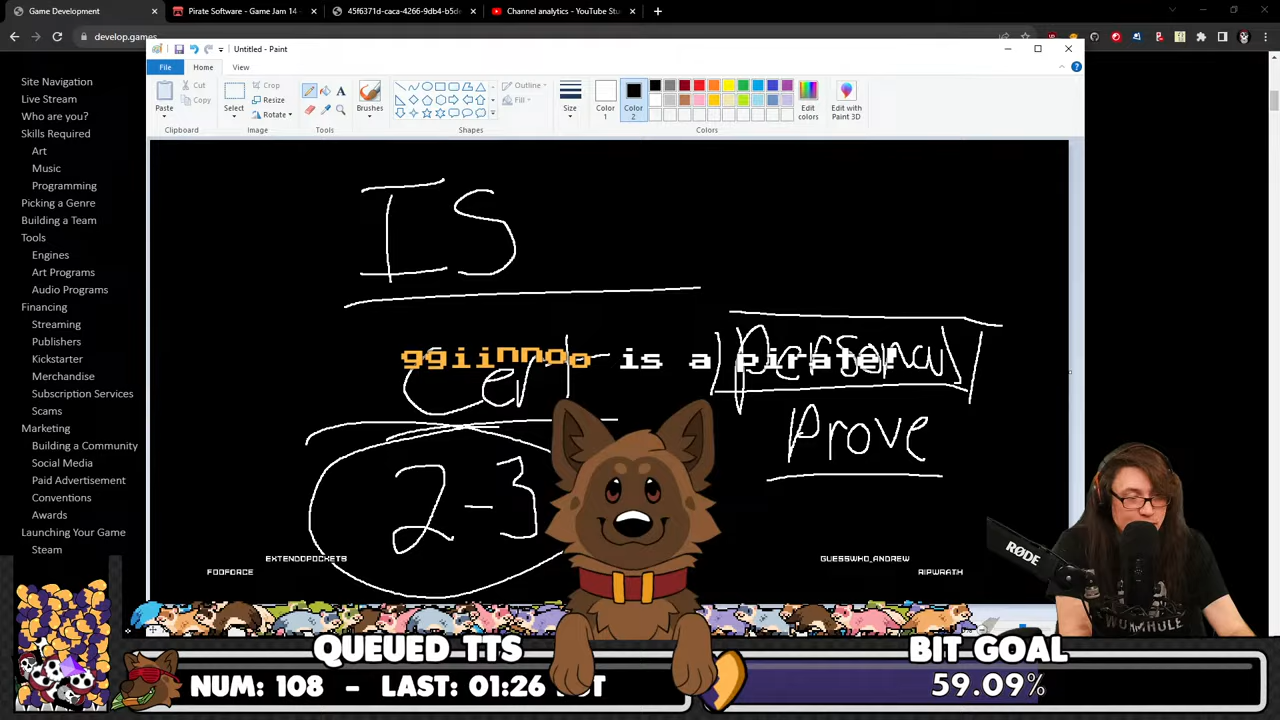 Game Development
Pirate Software - Game Jam 14 -
45f6371d-caca-4266-9db4-b5de
Channel analytics - YouTube Stu
develop.games
Untitled - Paint
File
Home
View
Paste
Cut
Copy
Clipboard
Select
Crop
Resize
Rotate
Image
Tools
Brushes
Shapes
Outline
Fill
Size
Color
1
Color
2
Edit
colors
Edit with
Paint 3D
Colors
Site Navigation
Live Stream
Who are you?
Skills Required
Art
Music
Programming
Picking a Genre
Building a Team
Tools
Engines
Art Programs
Audio Programs
Financing
Streaming
Publishers
Kickstarter
Merchandise
Subscription Services
Scams
Marketing
Building a Community
Social Media
Paid Advertisement
Conventions
Awards
Launching Your Game
Steam
IS
ggiinnoo is a pirate!
Cert
Personal
Prove
2-3
EXTENDOPOCKETS
FOOFORCE
GUESSWHO_ANDREW
RIPWRATH
RØDE
WURMHULE
QUEUED TTS
NUM: 108 - LAST: 01:26
BIT GOAL
59.09%